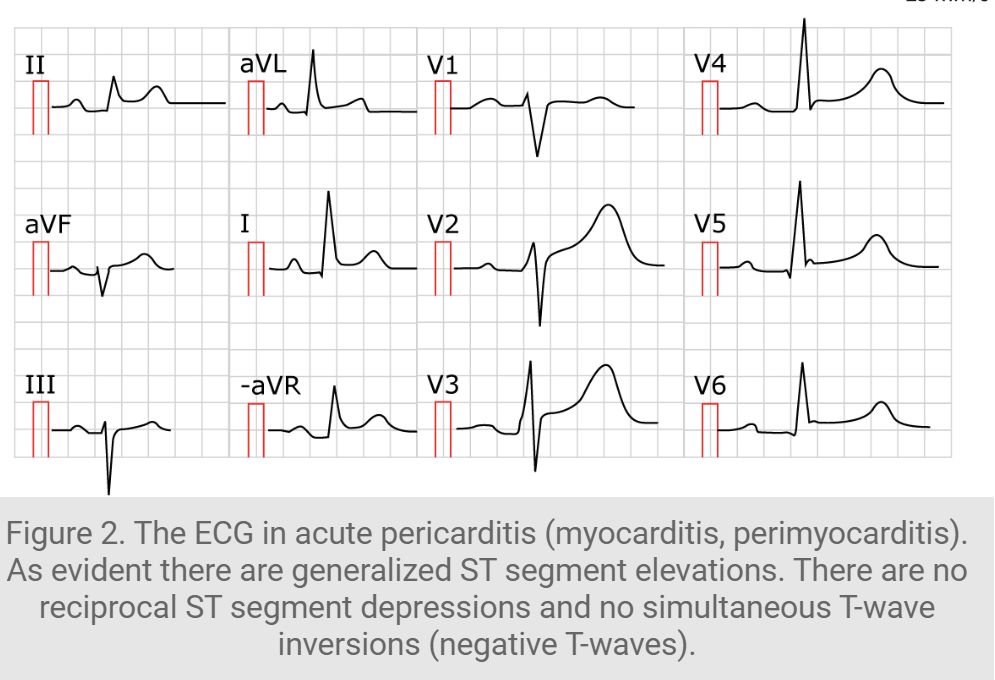 II
aVL
V1
V4
aVF
I
V2
V5
III
-aVR
V3
V6
Figure 2. The ECG in acute pericarditis (myocarditis, perimyocarditis).
As evident there are generalized ST segment elevations. There are no
reciprocal ST segment depressions and no simultaneous T-wave
inversions (negative T-waves).